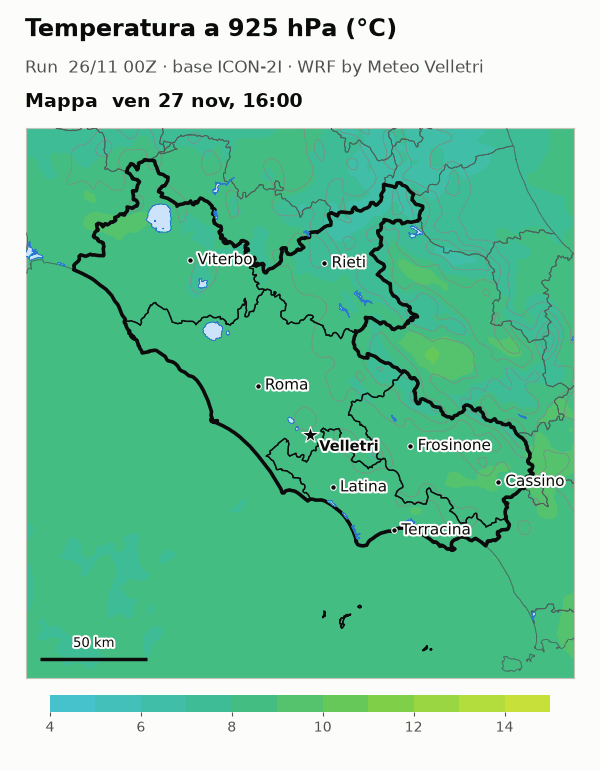 Temperatura a 925 hPa (°C)
Run  26/11 00Z · base ICON-2I · WRF by Meteo Velletri
Mappa  ven 27 nov, 16:00
Viterbo
Rieti
Roma
Velletri
Frosinone
Cassino
Latina
Terracina
50 km
4 6 8 10 12 14